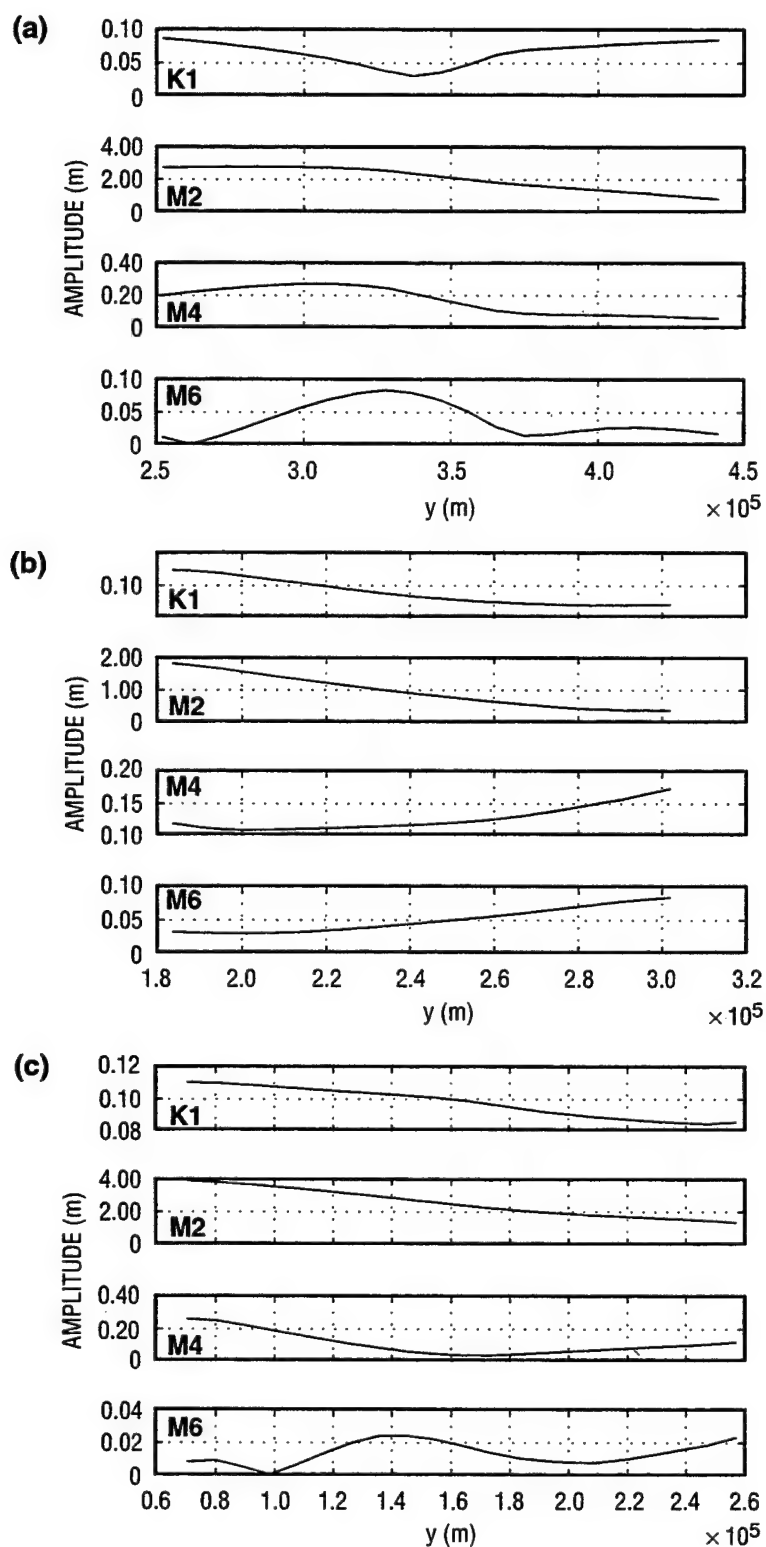 (a)
0.10
0.05
0
K1
4.00
2.00
0
M2
AMPLITUDE (m)
0.40
0.20
0
M4
0.10
0.05
0
M6
2.5 3.0 3.5 4.0 4.5
y (m) × 10⁵
(b)
0.10
K1
2.00
1.00
0
M2
AMPLITUDE (m)
0.20
0.15
0.10
M4
0.10
0.05
0
M6
1.8 2.0 2.2 2.4 2.6 2.8 3.0 3.2
y (m) × 10⁵
(c)
0.12
0.10
0.08
K1
4.00
2.00
0
M2
AMPLITUDE (m)
0.40
0.20
0
M4
0.04
0.02
0
M6
0.6 0.8 1.0 1.2 1.4 1.6 1.8 2.0 2.2 2.4 2.6
y (m) × 10⁵